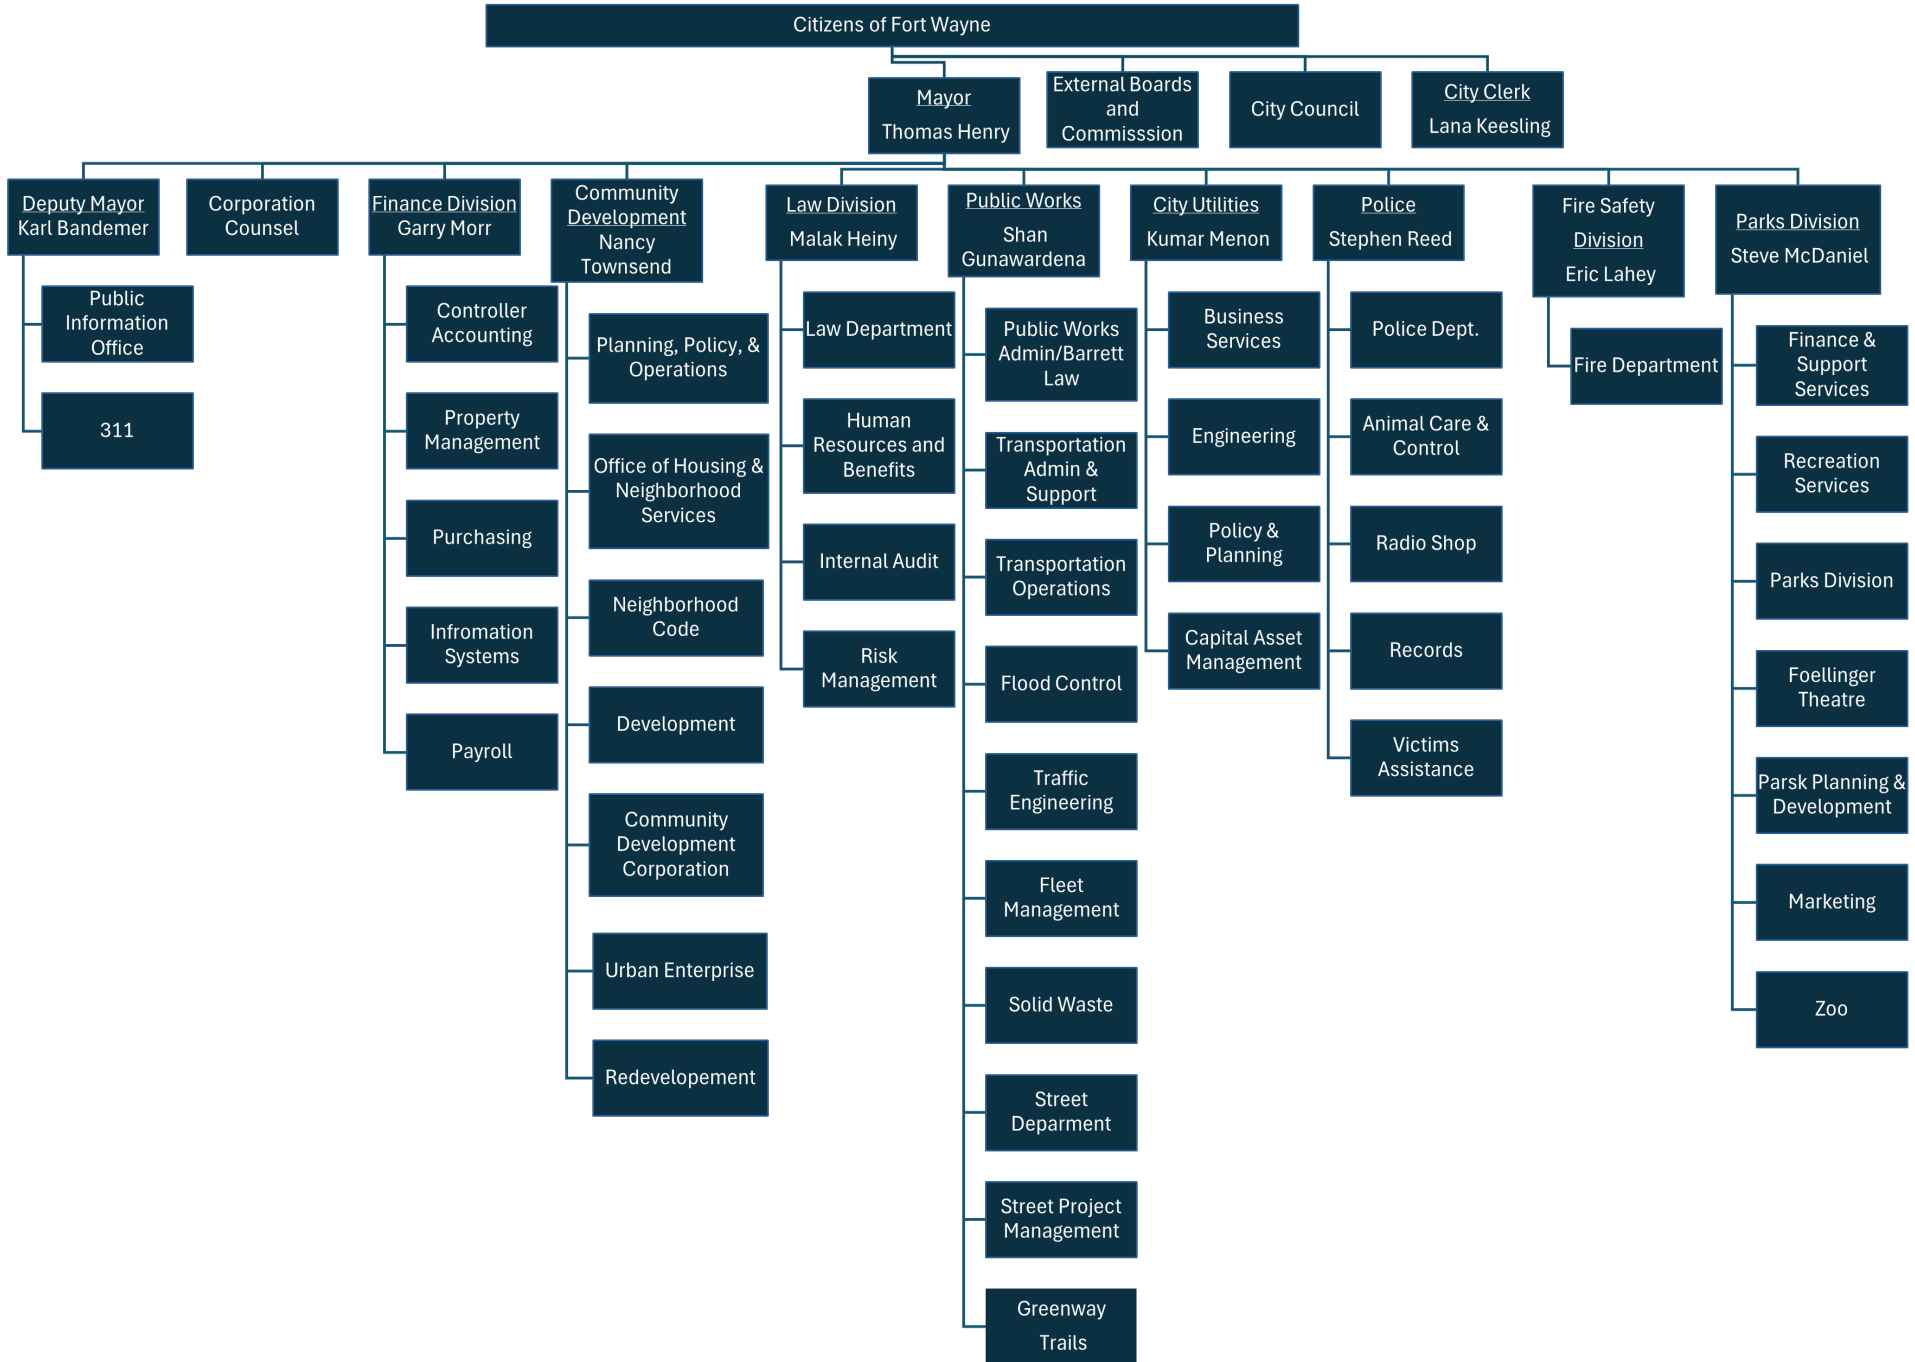 Citizens of Fort Wayne
Mayor
Thomas Henry
External Boards
and
Commisssion
City Council
City Clerk
Lana Keesling
Deputy Mayor
Karl Bandemer
Public
Information
Office
311
Corporation
Counsel
Finance Division
Garry Morr
Controller
Accounting
Property
Management
Purchasing
Infromation
Systems
Payroll
Community
Development
Nancy
Townsend
Planning, Policy, &
Operations
Office of Housing &
Neighborhood
Services
Neighborhood
Code
Development
Community
Development
Corporation
Urban Enterprise
Redevelopement
Law Division
Malak Heiny
Law Department
Human
Resources and
Benefits
Internal Audit
Risk
Management
Public Works
Shan
Gunawardena
Public Works
Admin/Barrett
Law
Transportation
Admin &
Support
Transportation
Operations
Flood Control
Traffic
Engineering
Fleet
Management
Solid Waste
Street
Deparment
Street Project
Management
Greenway
Trails
City Utilities
Kumar Menon
Business
Services
Engineering
Policy &
Planning
Capital Asset
Management
Police
Stephen Reed
Police Dept.
Animal Care &
Control
Radio Shop
Records
Victims
Assistance
Fire Safety
Division
Eric Lahey
Fire Department
Parks Division
Steve McDaniel
Finance &
Support
Services
Recreation
Services
Parks Division
Foellinger
Theatre
Parsk Planning &
Development
Marketing
Zoo